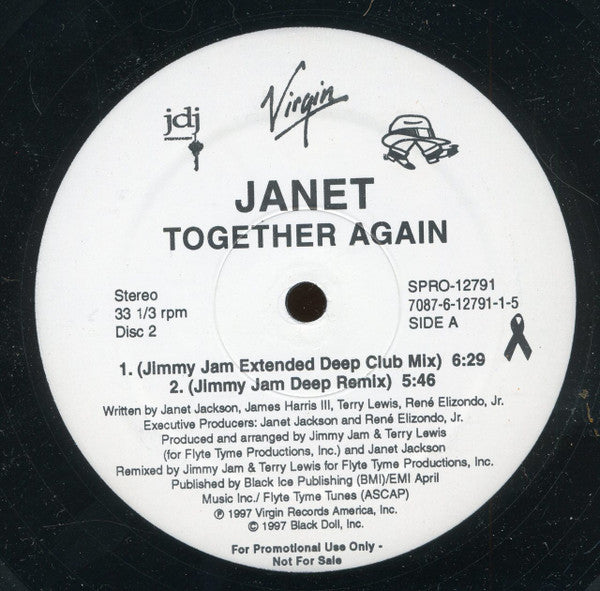 Virgin
jdj
JANET
TOGETHER AGAIN
Stereo
33 1/3 rpm
Disc 2
SPRO-12791
7087-6-12791-1-5
SIDE A
1. (Jimmy Jam Extended Deep Club Mix) 6:29
2. (Jimmy Jam Deep Remix) 5:46
Written by Janet Jackson, James Harris III, Terry Lewis, René Elizondo, Jr.
Executive Producers: Janet Jackson and René Elizondo, Jr.
Produced and arranged by Jimmy Jam & Terry Lewis
(for Flyte Tyme Productions, Inc.) and Janet Jackson
Remixed by Jimmy Jam & Terry Lewis for Flyte Tyme Productions, Inc.
Published by Black Ice Publishing (BMI)/EMI April
Music Inc./ Flyte Tyme Tunes (ASCAP)
℗ 1997 Virgin Records America, Inc.
© 1997 Black Doll, Inc.
For Promotional Use Only -
Not For Sale